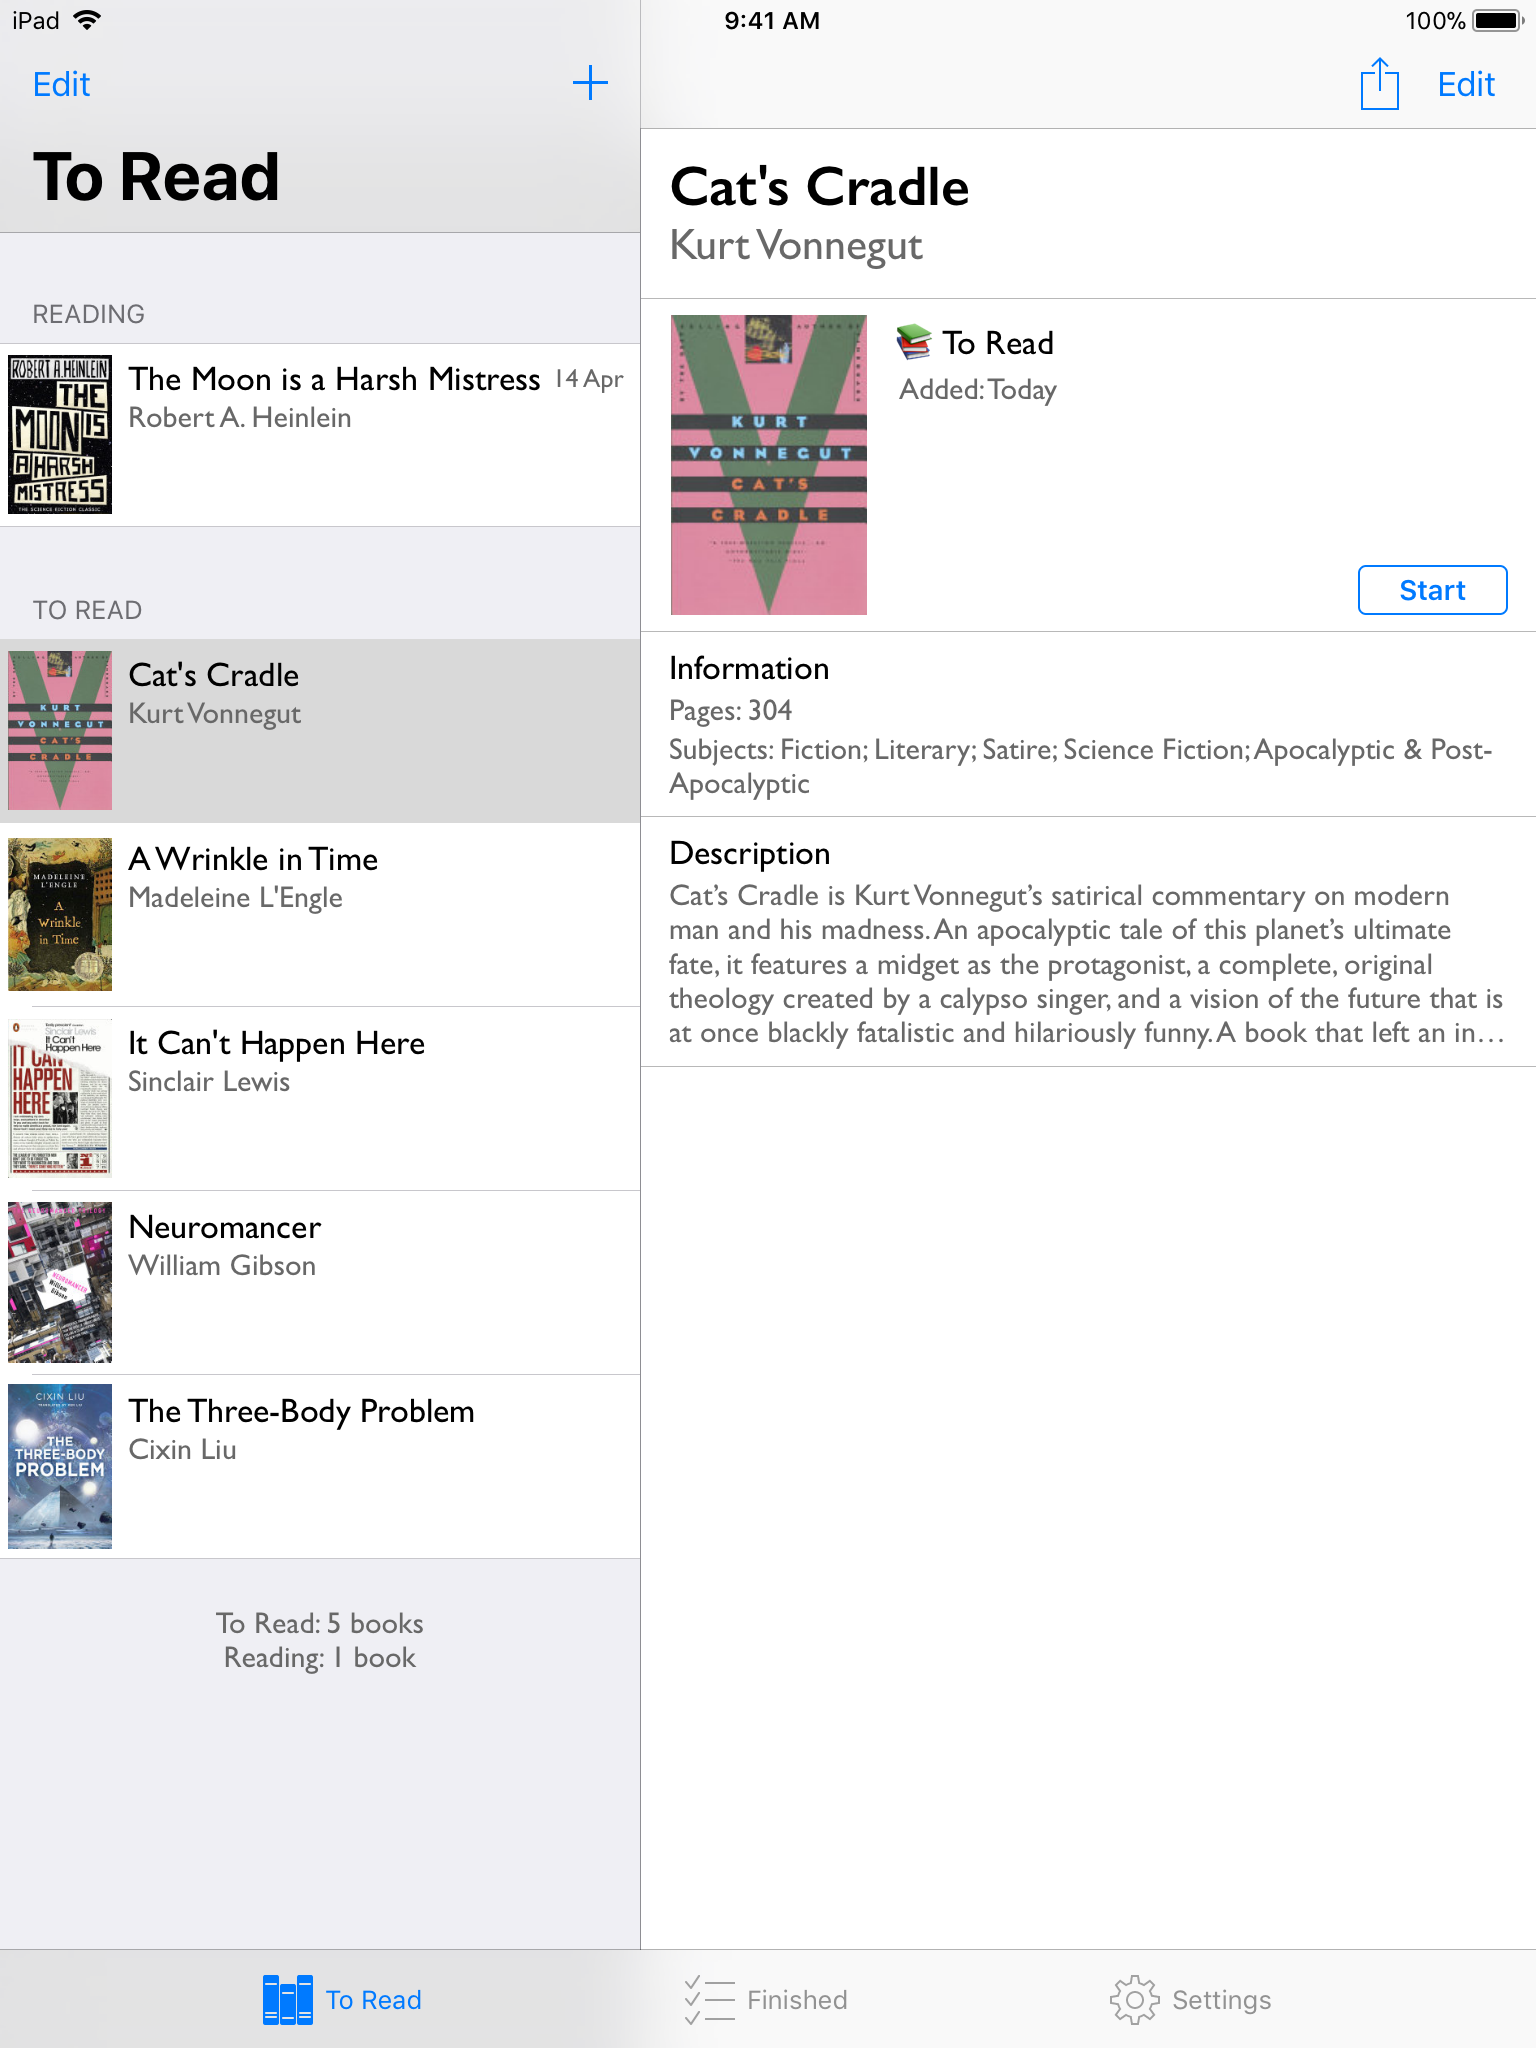 iPad
9:41 AM
100%
Edit
Edit
To Read
READING
ROBERT A. HEINLEIN
THE
MOON IS
A HARSH
MISTRESS
THE SCIENCE FICTION CLASSIC
The Moon is a Harsh Mistress 14 Apr
Robert A. Heinlein
TO READ
KURT
VONNEGUT
CAT'S
CRADLE
Cat's Cradle
Kurt Vonnegut
MADELEINE
L'ENGLE
A
Wrinkle
in Time
A Wrinkle in Time
Madeleine L'Engle
Sinclair Lewis
It Can't
Happen Here
IT CAN'T
HAPPEN
HERE
It Can't Happen Here
Sinclair Lewis
NEUROMANCER
William
Gibson
Neuromancer
William Gibson
CIXIN LIU
THE
THREE-BODY
PROBLEM
The Three-Body Problem
Cixin Liu
To Read: 5 books
Reading: 1 book
Cat's Cradle
Kurt Vonnegut
KURT
VONNEGUT
CAT'S
CRADLE
To Read
Added: Today
Start
Information
Pages: 304
Subjects: Fiction; Literary; Satire; Science Fiction; Apocalyptic & Post-
Apocalyptic
Description
Cat’s Cradle is Kurt Vonnegut’s satirical commentary on modern
man and his madness. An apocalyptic tale of this planet’s ultimate
fate, it features a midget as the protagonist, a complete, original
theology created by a calypso singer, and a vision of the future that is
at once blackly fatalistic and hilariously funny. A book that left an in…
To Read
Finished
Settings